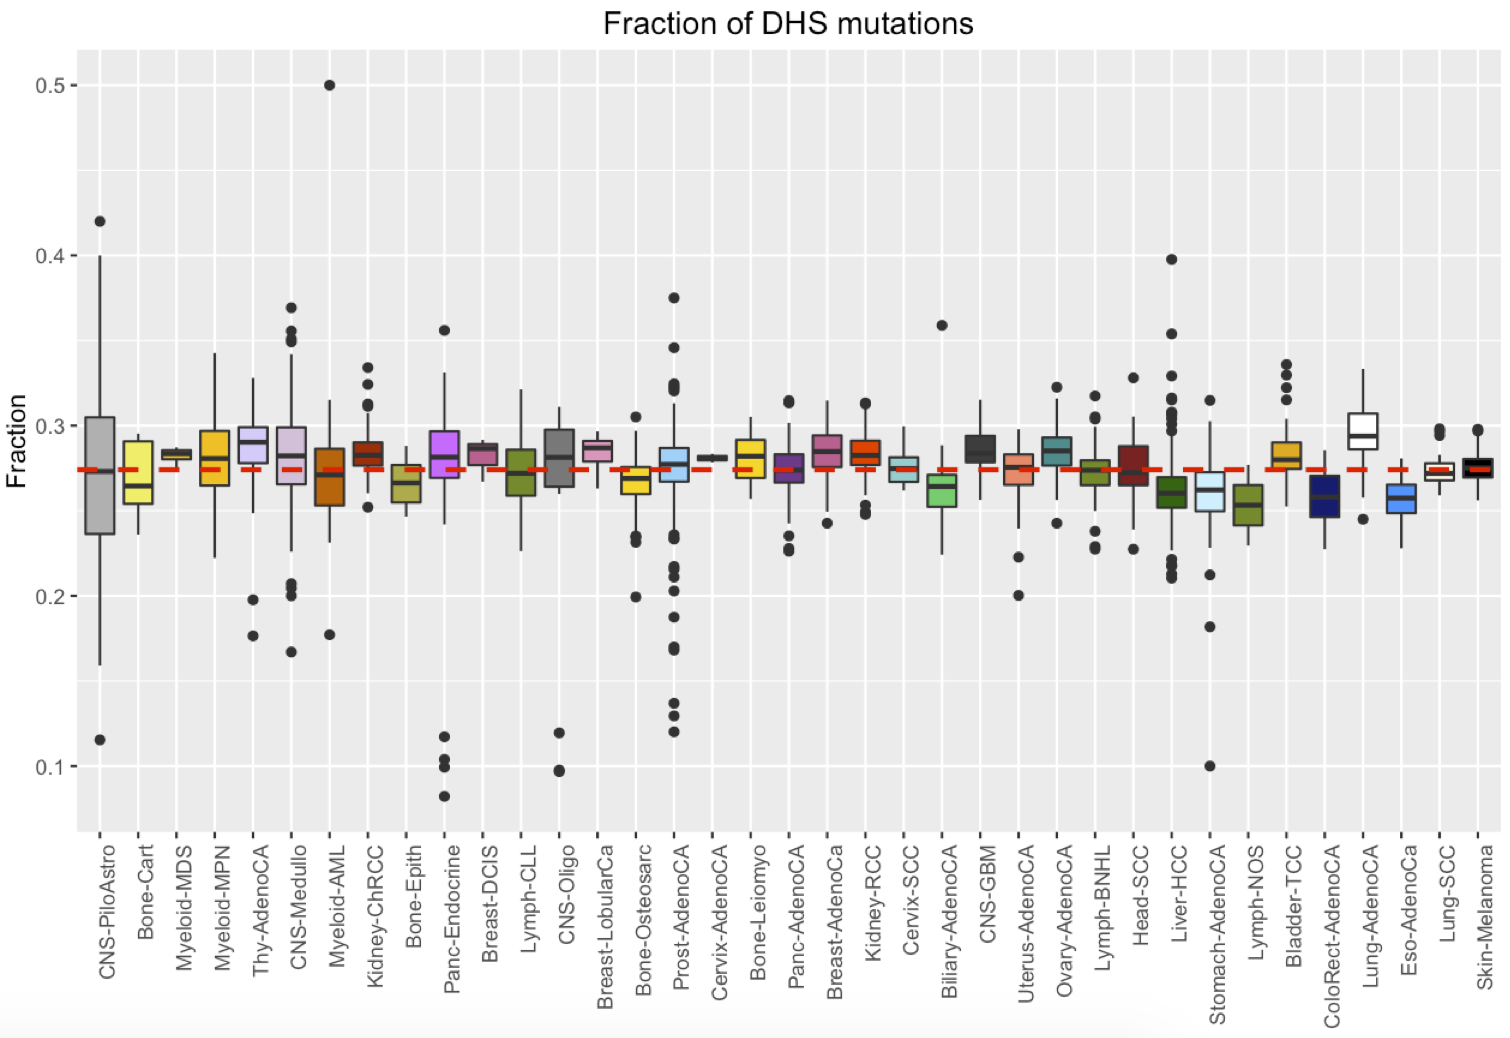 Fraction of DHS mutations
Fraction
0.5
0.4
0.3
0.2
0.1
CNS-PiloAstro
Bone-Cart
Myeloid-MDS
Myeloid-MPN
Thy-AdenoCA
CNS-Medullo
Myeloid-AML
Kidney-ChRCC
Bone-Epith
Panc-Endocrine
Breast-DCIS
Lymph-CLL
CNS-Oligo
Breast-LobularCa
Bone-Osteosarc
Prost-AdenoCA
Cervix-AdenoCA
Bone-Leiomyo
Panc-AdenoCA
Breast-AdenoCa
Kidney-RCC
Cervix-SCC
Biliary-AdenoCA
CNS-GBM
Uterus-AdenoCA
Ovary-AdenoCA
Lymph-BNHL
Head-SCC
Liver-HCC
Stomach-AdenoCA
Lymph-NOS
Bladder-TCC
ColoRect-AdenoCA
Lung-AdenoCA
Eso-AdenoCa
Lung-SCC
Skin-Melanoma